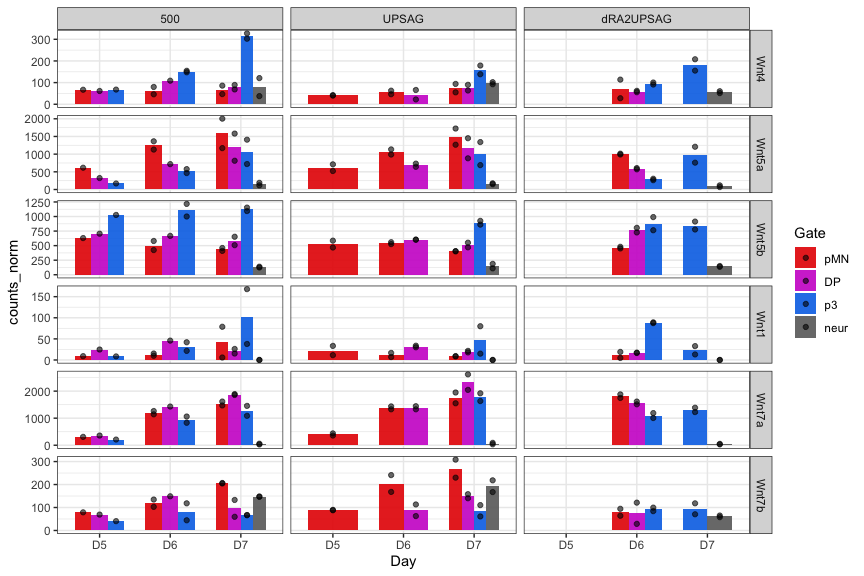 500 UPSAG dRA2UPSAG
counts_norm
300
200
100
0
Wnt4
2000
1500
1000
500
0
Wnt5a
1250
1000
750
500
250
0
Wnt5b
150
100
50
0
Wnt1
2000
1000
0
Wnt7a
300
200
100
0
Wnt7b
D5 D6 D7 D5 D6 D7 D5 D6 D7
Day
Gate
pMN
DP
p3
neur